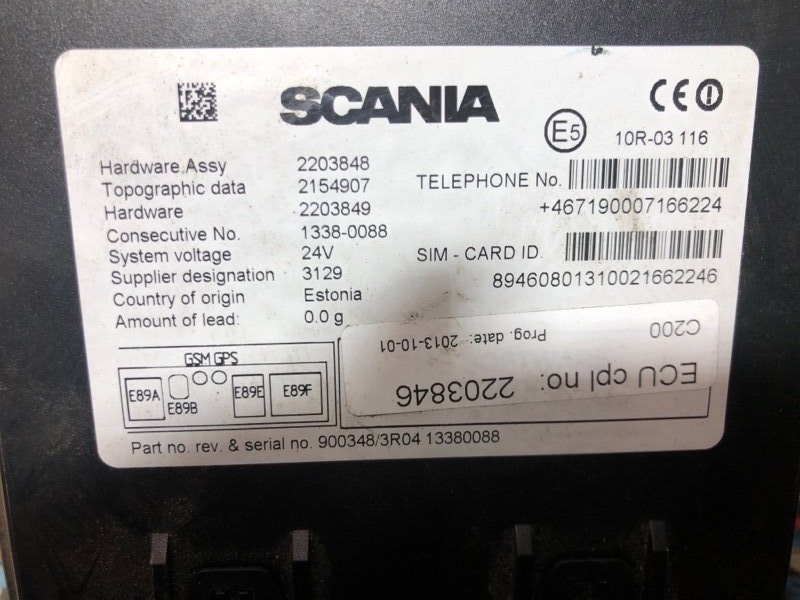 SCANIA
CE
E5
10R-03 116
Hardware Assy 2203848
Topographic data 2154907
Hardware 2203849
Consecutive No. 1338-0088
System voltage 24V
Supplier designation 3129
Country of origin Estonia
Amount of lead: 0.0 g
TELEPHONE No.
+467190007166224
SIM - CARD ID.
89460801310021662246
ECU cpl no: 2203846
C200 Prog. date: 2013-10-01
GSM GPS
E89A E89B E89E E89F
Part no. rev. & serial no. 900348/3R04 13380088